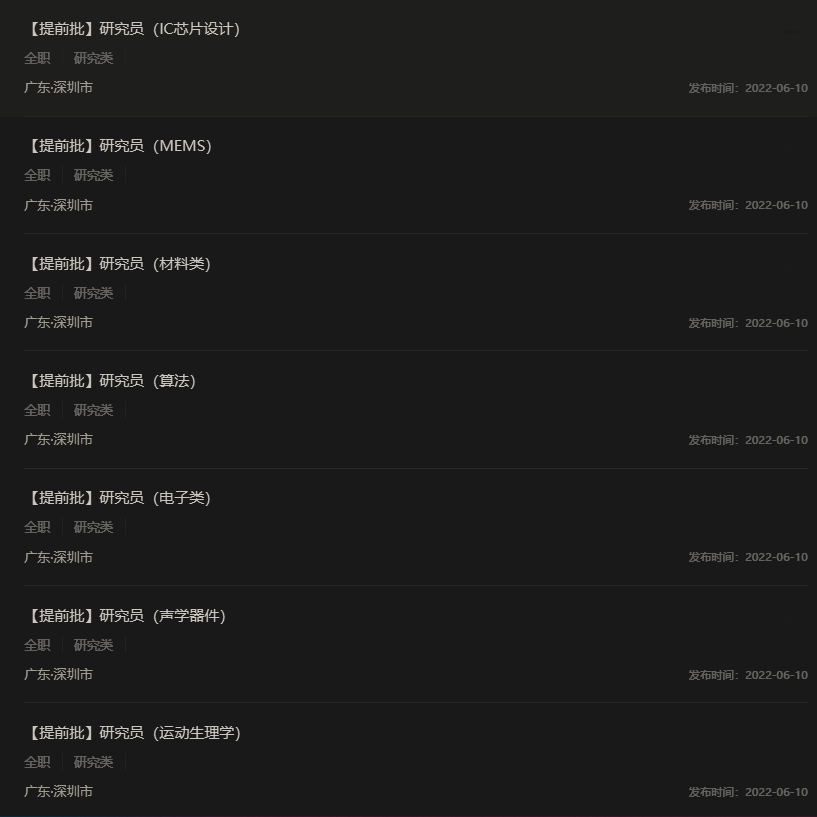 【提前批】研究员（IC芯片设计）
全职 研究类
广东·深圳市 发布时间：2022-06-10
【提前批】研究员（MEMS）
全职 研究类
广东·深圳市 发布时间：2022-06-10
【提前批】研究员（材料类）
全职 研究类
广东·深圳市 发布时间：2022-06-10
【提前批】研究员（算法）
全职 研究类
广东·深圳市 发布时间：2022-06-10
【提前批】研究员（电子类）
全职 研究类
广东·深圳市 发布时间：2022-06-10
【提前批】研究员（声学器件）
全职 研究类
广东·深圳市 发布时间：2022-06-10
【提前批】研究员（运动生理学）
全职 研究类
广东·深圳市 发布时间：2022-06-10